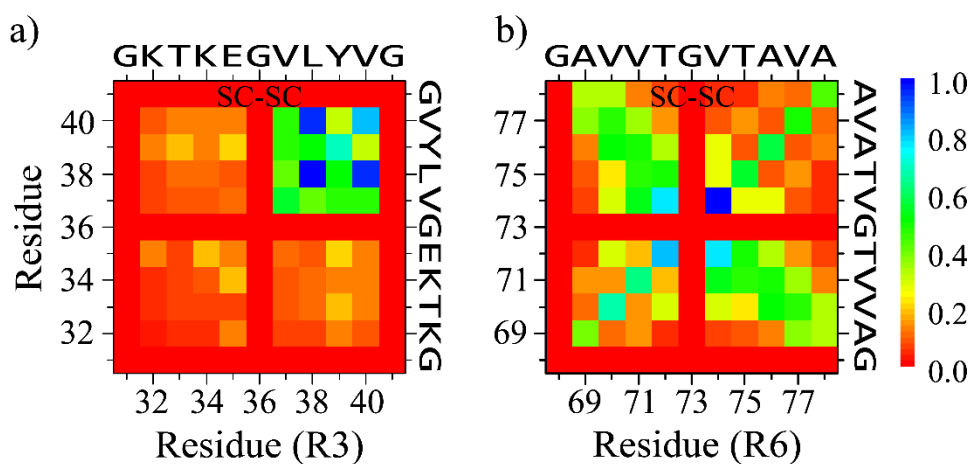 a)
GKTKEGVLYVG
SC-SC
40
38
36
34
32
Residue
32 34 36 38 40
Residue (R3)
GVYLVGEKTKG
b)
GAVVTGVTAVA
SC-SC
77
75
73
71
69
69 71 73 75 77
Residue (R6)
AVATVGTVVAG
1.0
0.8
0.6
0.4
0.2
0.0